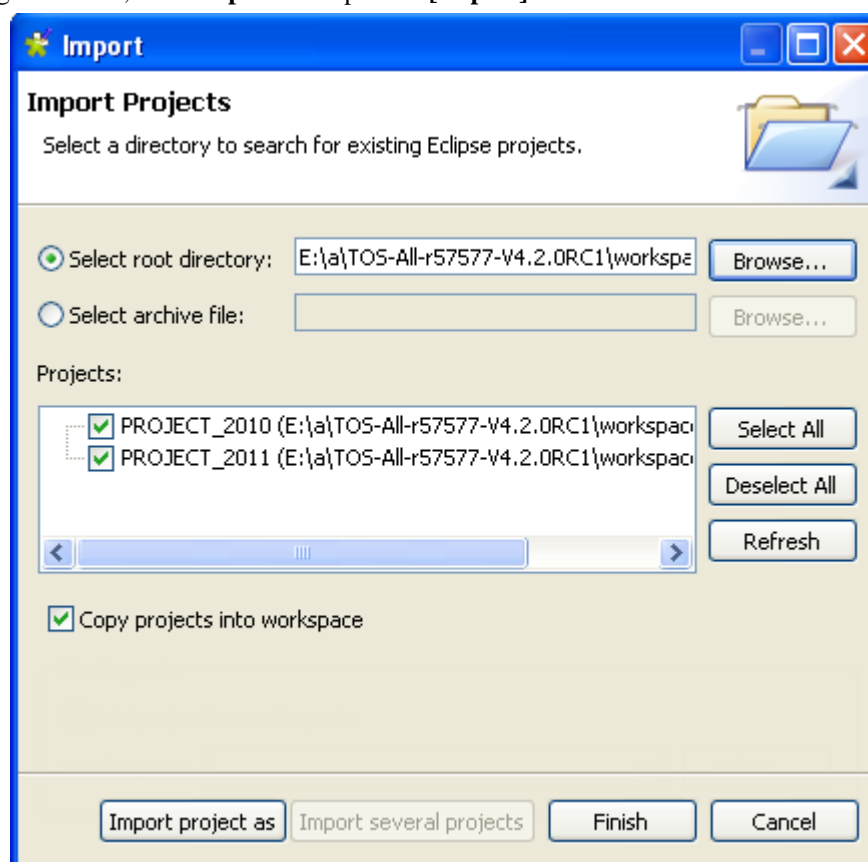 Import
Import Projects
Select a directory to search for existing Eclipse projects.
Select root directory: E:\a\TOS-All-r57577-V4.2.0RC1\workspa Browse...
Select archive file: Browse...
Projects:
PROJECT_2010 (E:\a\TOS-All-r57577-V4.2.0RC1\workspac Select All
PROJECT_2011 (E:\a\TOS-All-r57577-V4.2.0RC1\workspac
Deselect All
Refresh
Copy projects into workspace
Import project as Import several projects Finish Cancel